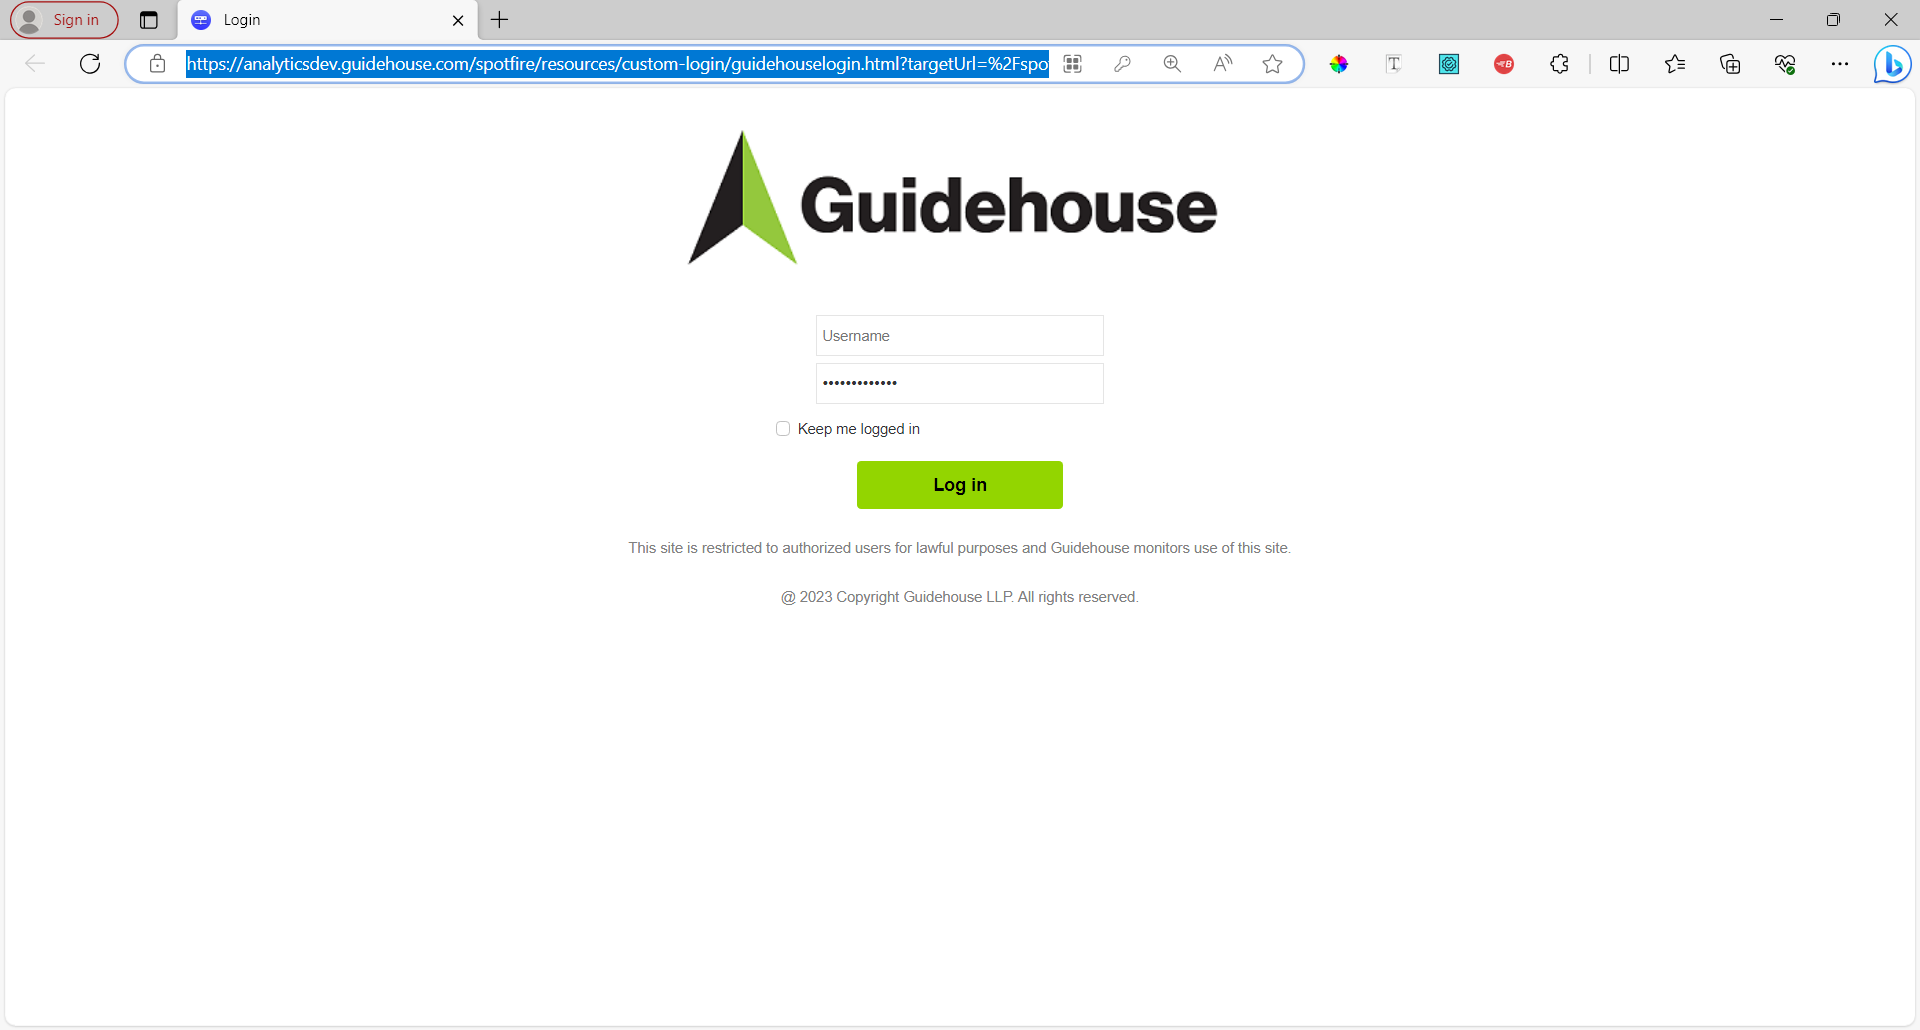 Sign in
Login
https://analyticsdev.guidehouse.com/spotfire/resources/custom-login/guidehouselogin.html?targetUrl=%2Fspo
Guidehouse
Username
•••••••••••••
Keep me logged in
Log in
This site is restricted to authorized users for lawful purposes and Guidehouse monitors use of this site.
@ 2023 Copyright Guidehouse LLP. All rights reserved.